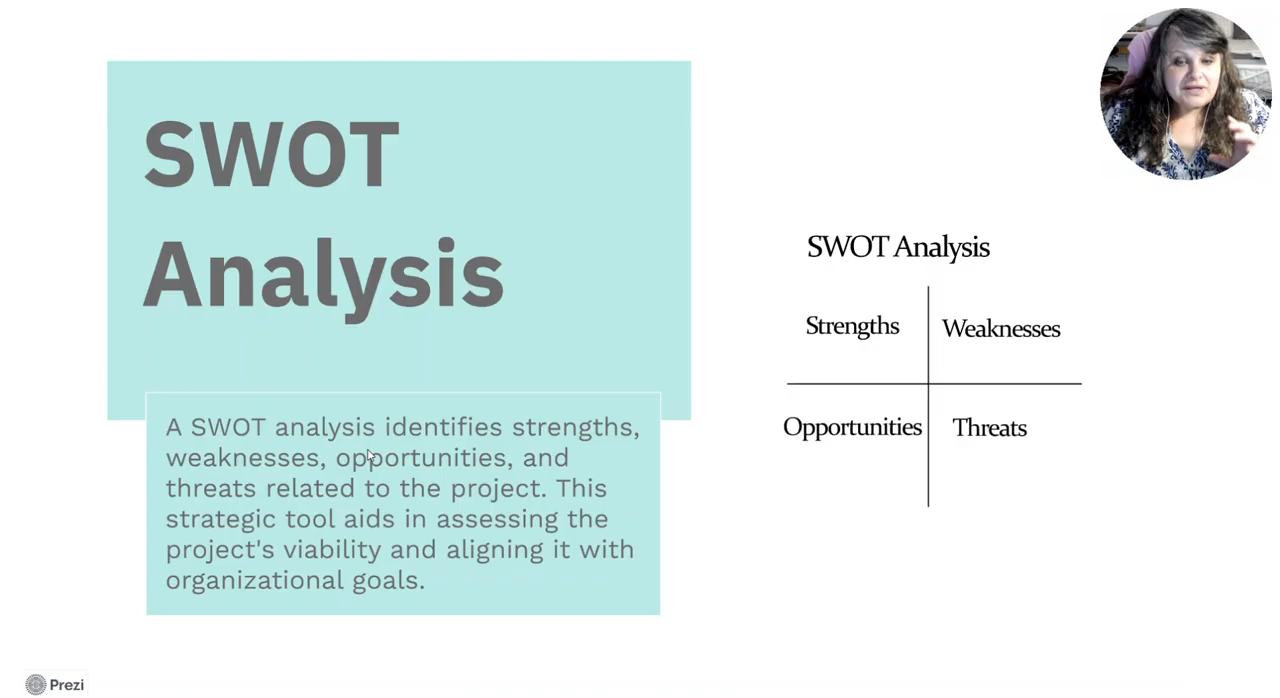 SWOT
Analysis
A SWOT analysis identifies strengths,
weaknesses, opportunities, and
threats related to the project. This
strategic tool aids in assessing the
project's viability and aligning it with
organizational goals.
SWOT Analysis
Strengths
Weaknesses
Opportunities
Threats
Prezi